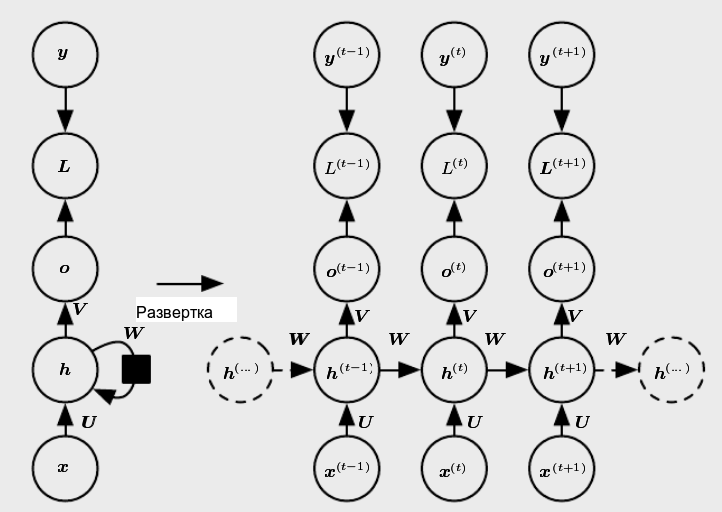 y y^(t−1) y^(t) y^(t+1)
L L^(t−1) L^(t) L^(t+1)
o o^(t−1) o^(t) o^(t+1)
V Развертка V V V
W W W W W
h h^(...) h^(t−1) h^(t) h^(t+1) h^(...)
U U U U
x x^(t−1) x^(t) x^(t+1)